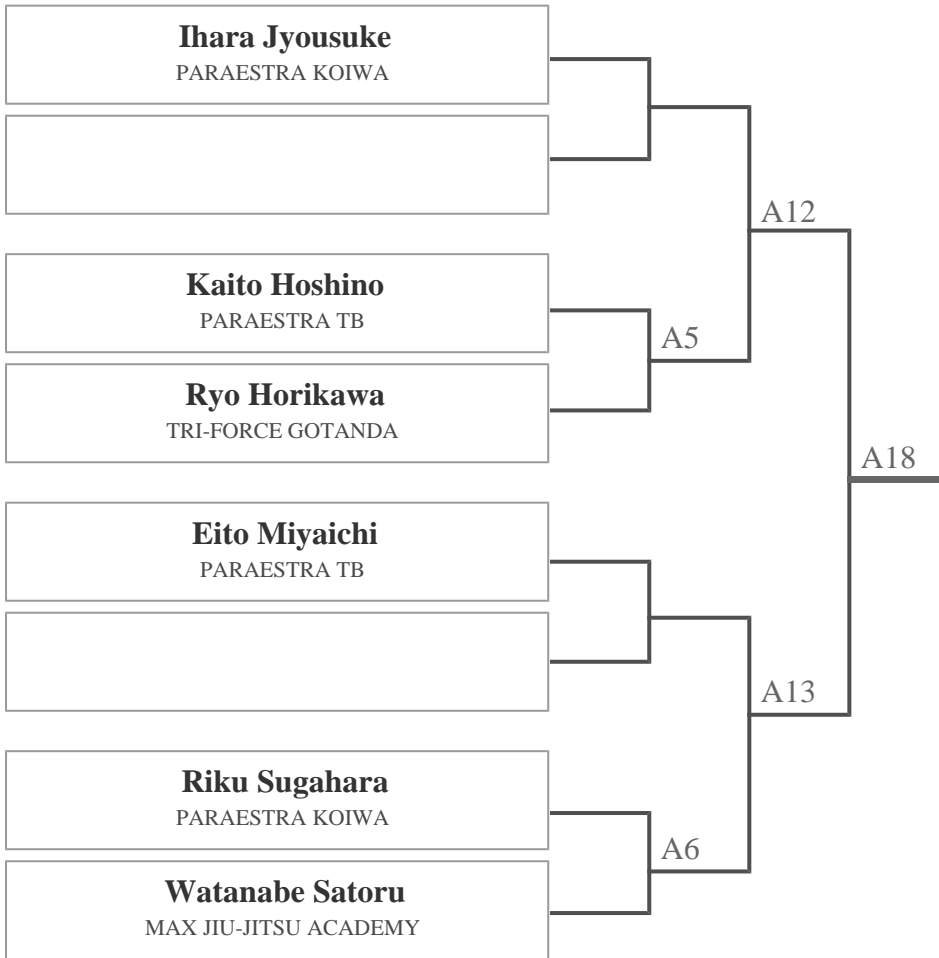 Ihara Jyousuke
PARAESTRA KOIWA
A12
Kaito Hoshino
PARAESTRA TB
A5
Ryo Horikawa
TRI-FORCE GOTANDA
A18
Eito Miyaichi
PARAESTRA TB
A13
Riku Sugahara
PARAESTRA KOIWA
A6
Watanabe Satoru
MAX JIU-JITSU ACADEMY